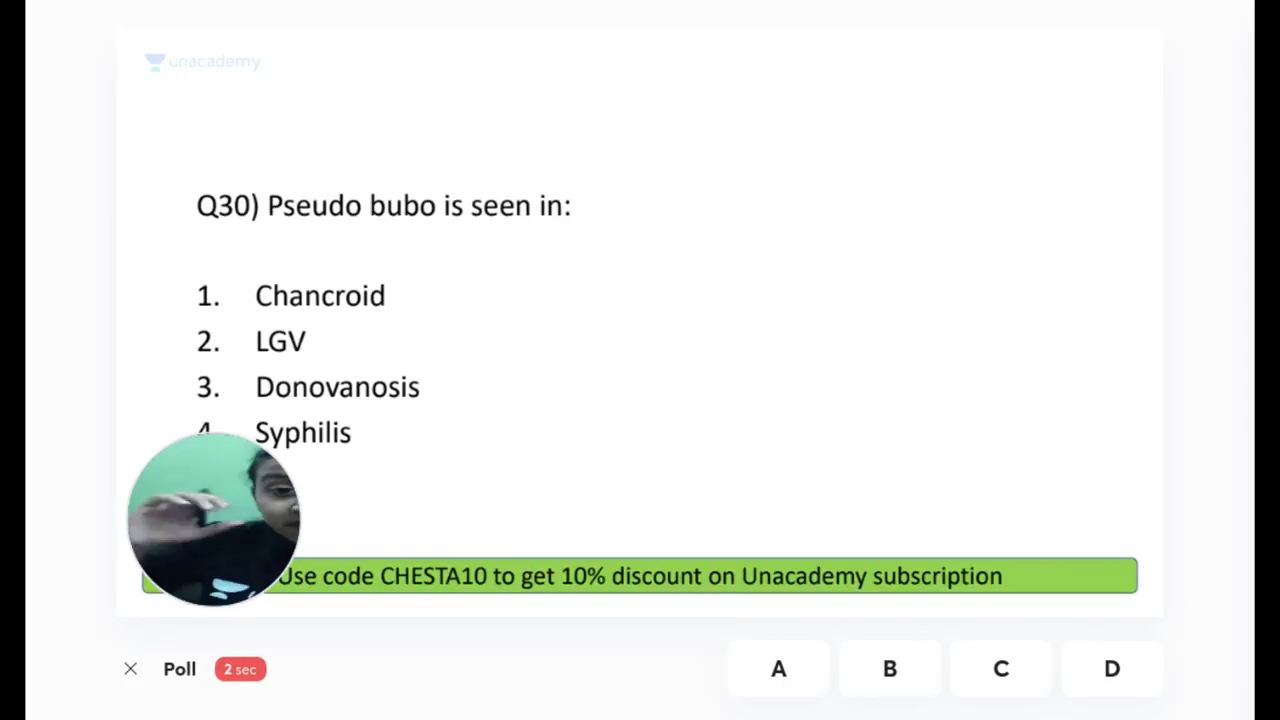 unacademy
Q30) Pseudo bubo is seen in:
1. Chancroid
2. LGV
3. Donovanosis
4. Syphilis
Use code CHESTA10 to get 10% discount on Unacademy subscription
Poll 2 sec A B C D